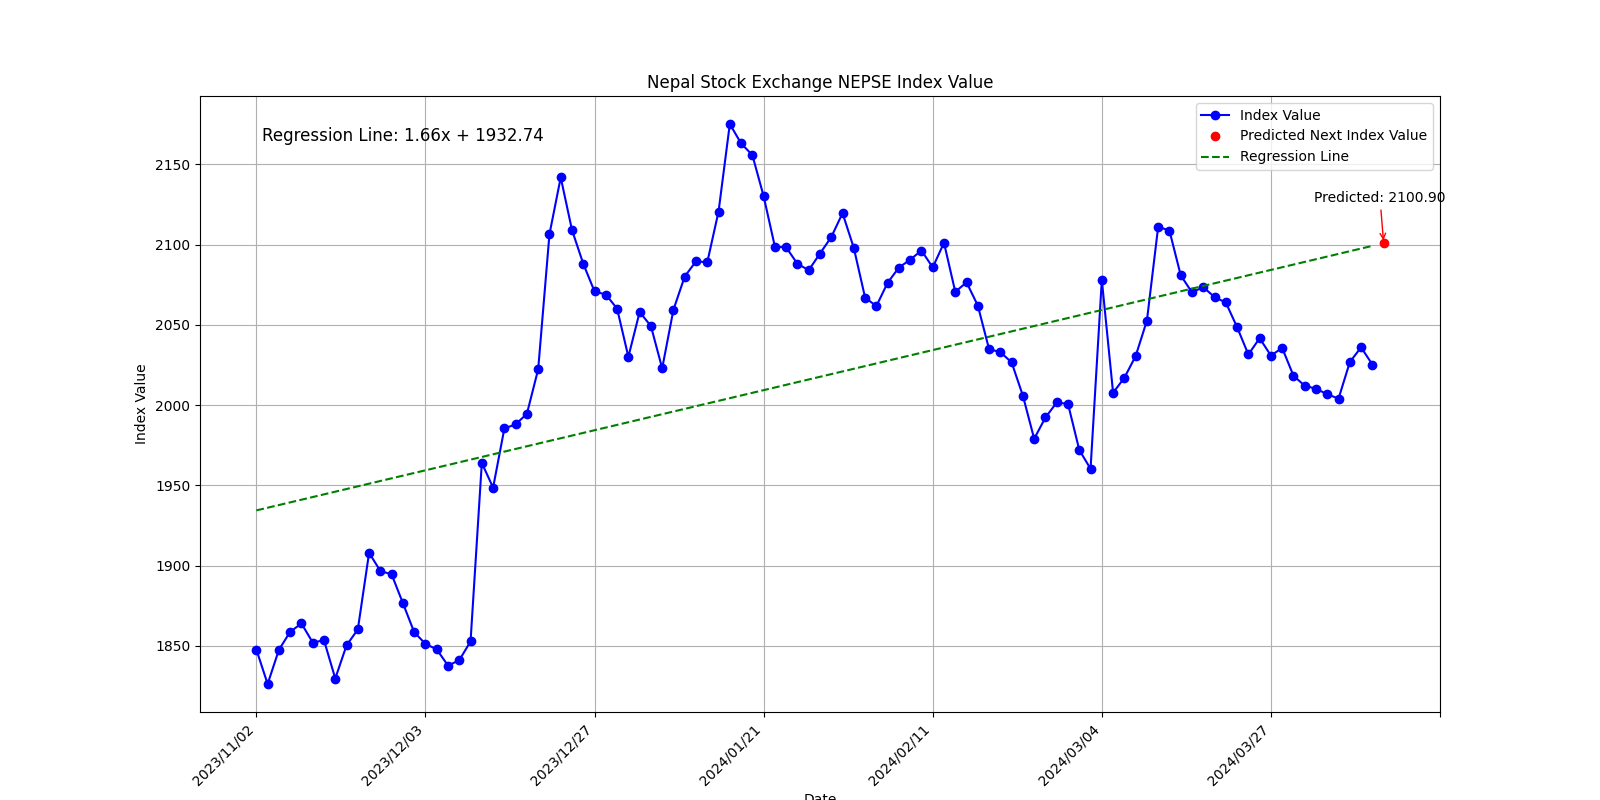 Nepal Stock Exchange NEPSE Index Value
Regression Line: 1.66x + 1932.74
Index Value
Predicted Next Index Value
Regression Line
Predicted: 2100.90
2150
2100
2050
2000
1950
1900
1850
Index Value
2023/11/02
2023/12/03
2023/12/27
2024/01/21
2024/02/11
2024/03/04
2024/03/27
Date